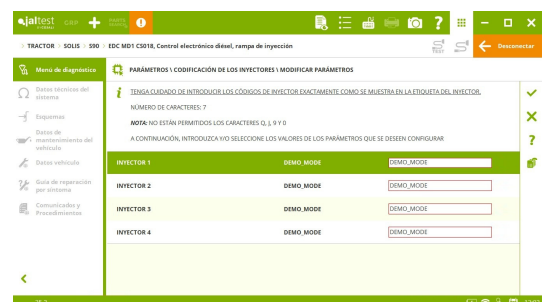 jaltest GRP
TRACTOR SOLIS S90 EDC MD1 CS018, Control electrónico diésel, rampa de inyección
TEST
Desconectar
Menú de diagnóstico
PARÁMETROS \ CODIFICACIÓN DE LOS INYECTORES \ MODIFICAR PARÁMETROS
Datos técnicos del sistema
Esquemas
Datos de mantenimiento del vehículo
Datos vehículo
Guía de reparación por síntoma
Comunicados y Procedimientos
TENGA CUIDADO DE INTRODUCIR LOS CÓDIGOS DE INYECTOR EXACTAMENTE COMO SE MUESTRA EN LA ETIQUETA DEL INYECTOR.
NÚMERO DE CARACTERES: 7
NOTA: NO ESTÁN PERMITIDOS LOS CARACTERES Q, J, 9 Y 0
A CONTINUACIÓN, INTRODUZCA Y/O SELECCIONE LOS VALORES DE LOS PARÁMETROS QUE SE DESEEN CONFIGURAR
INYECTOR 1 DEMO_MODE DEMO_MODE
INYECTOR 2 DEMO_MODE DEMO_MODE
INYECTOR 3 DEMO_MODE DEMO_MODE
INYECTOR 4 DEMO_MODE DEMO_MODE